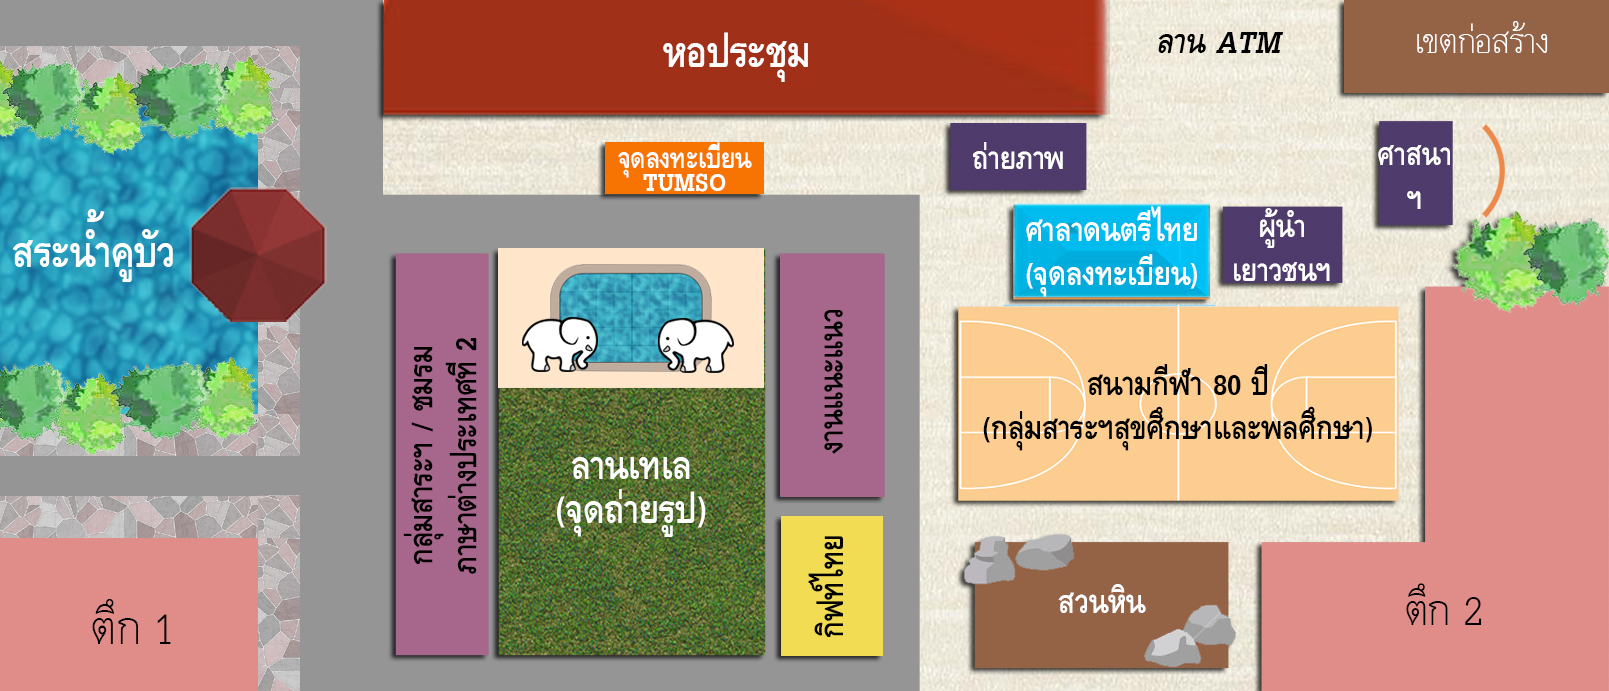 หอประชุม
ลาน ATM
เขตก่อสร้าง
จุดลงทะเบียน
TUMSO
ถ่ายภาพ
ศาสนา
ฯ
สระน้ำคูบัว
ศาลาดนตรีไทย
(จุดลงทะเบียน)
ผู้นำ
เยาวชนฯ
กลุ่มสาระฯ / ชมรม
ภาษาต่างประเทศที่ 2
งานแนะแนว
สนามกีฬา 80 ปี
(กลุ่มสาระฯสุขศึกษาและพลศึกษา)
ลานเทเล
(จุดถ่ายรูป)
กิฟท์ไทย
สวนหิน
ตึก 1
ตึก 2